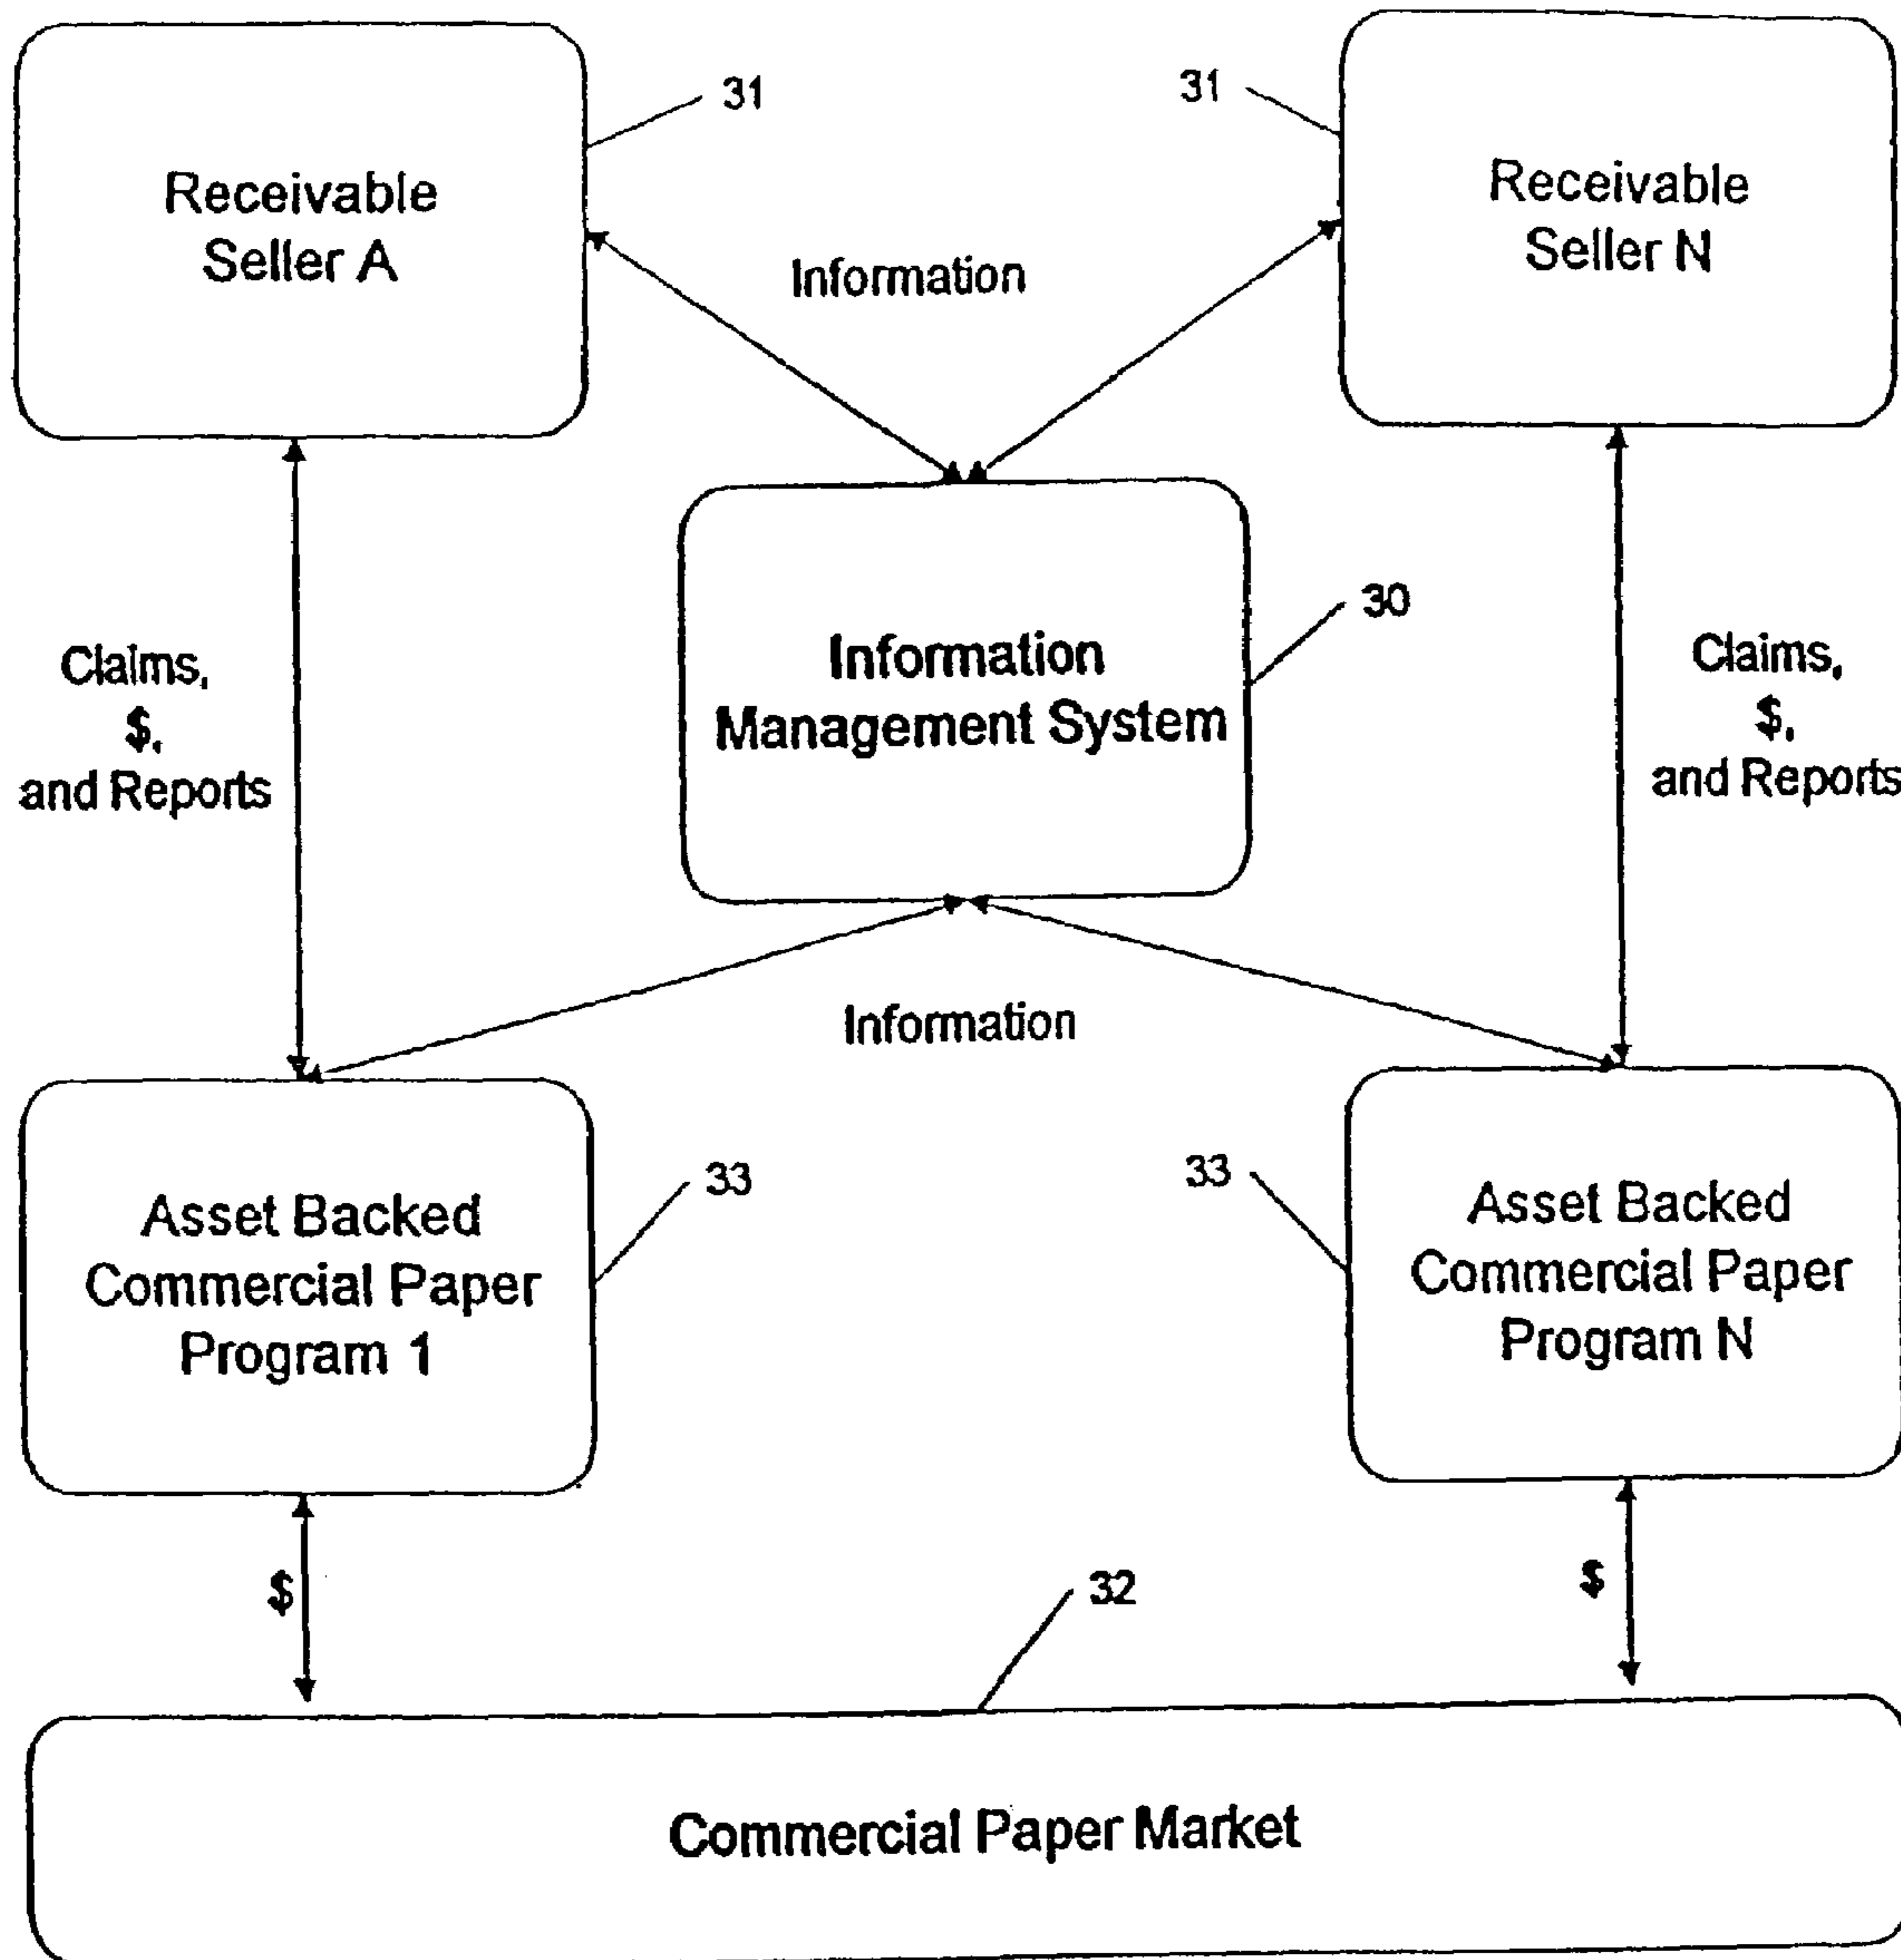 31
31
Receivable
Seller A
Receivable
Seller N
Information
30
Information
Management System
Claims,
$,
and Reports
Claims,
$,
and Reports
Information
33
33
Asset Backed
Commercial Paper
Program 1
Asset Backed
Commercial Paper
Program N
$
$
32
Commercial Paper Market